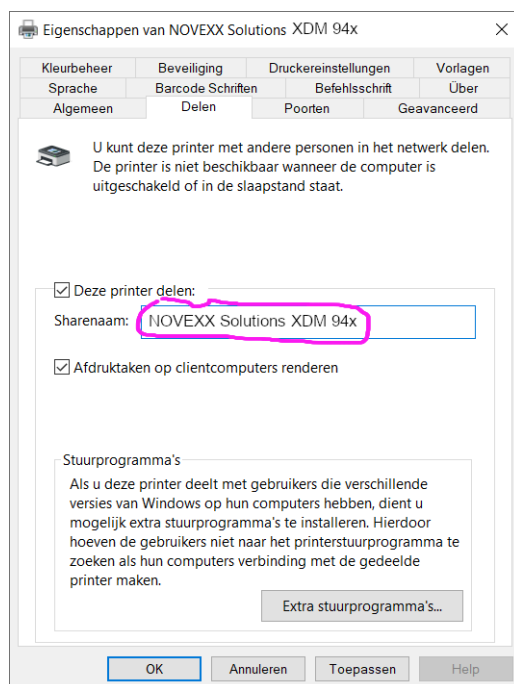 Eigenschappen van NOVEXX Solutions XDM 94x
Kleurbeheer Beveiliging Druckereinstellungen Vorlagen
Sprache Barcode Schriften Befehlsschrift Über
Algemeen Delen Poorten Geavanceerd
U kunt deze printer met andere personen in het netwerk delen.
De printer is niet beschikbaar wanneer de computer is
uitgeschakeld of in de slaapstand staat.
Deze printer delen:
Sharenaam: NOVEXX Solutions XDM 94x
Afdruktaken op clientcomputers renderen
Stuurprogramma's
Als u deze printer deelt met gebruikers die verschillende
versies van Windows op hun computers hebben, dient u
mogelijk extra stuurprogramma's te installeren. Hierdoor
hoeven de gebruikers niet naar het printerstuurprogramma te
zoeken als hun computers verbinding met de gedeelde
printer maken.
Extra stuurprogramma's...
OK Annuleren Toepassen Help